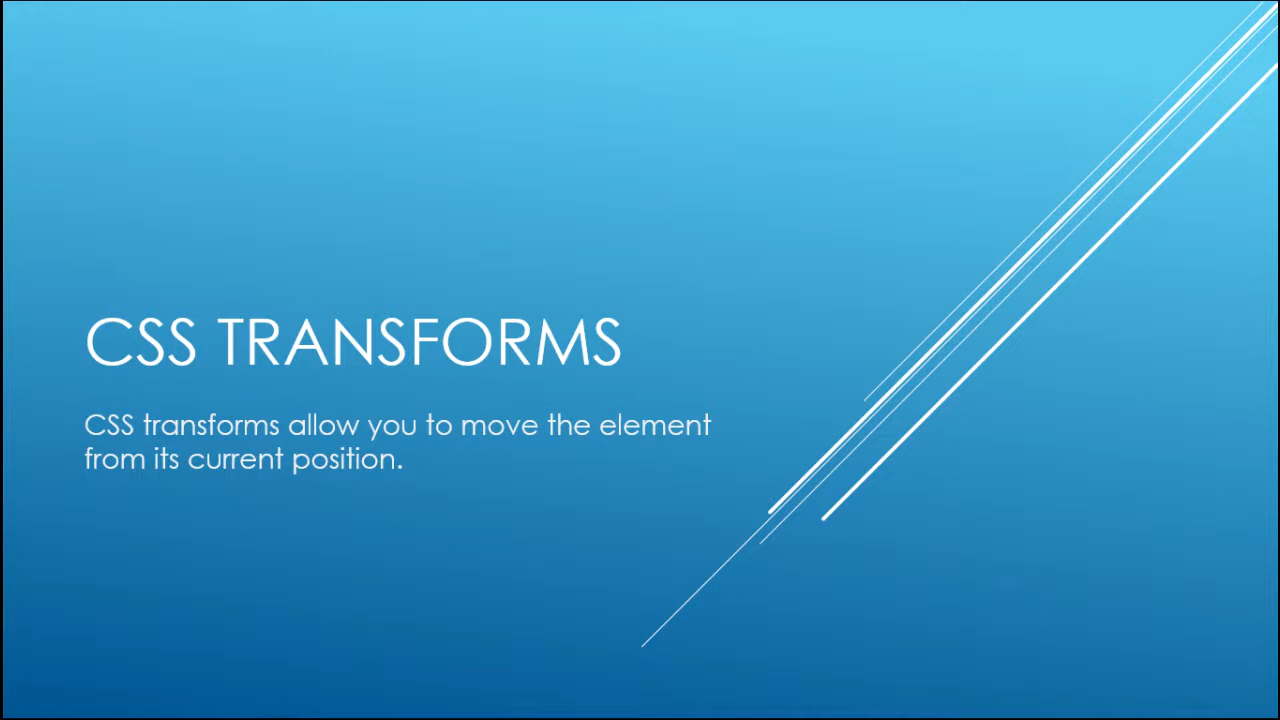 CSS TRANSFORMS
CSS transforms allow you to move the element
from its current position.